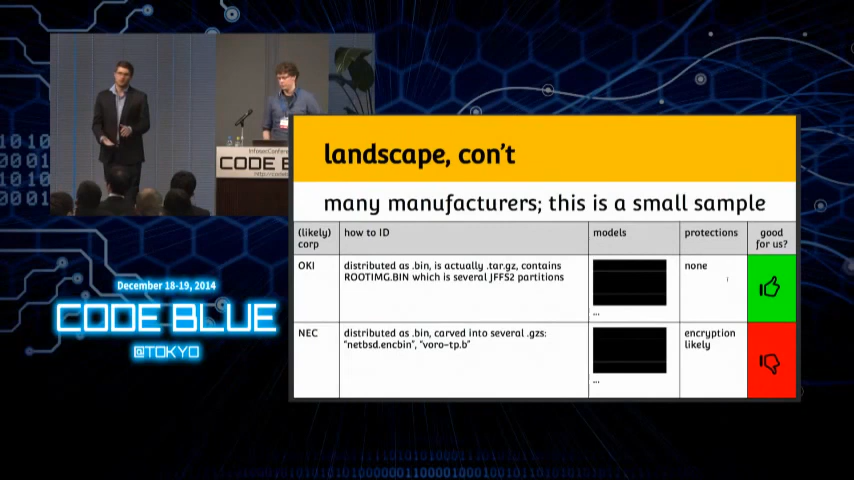 InfosecConfere
CODE B
landscape, con't
many manufacturers; this is a small sample
(likely) corp
how to ID
models
protections
good for us?
OKI
distributed as .bin, is actually .tar.gz, contains
ROOTIMG.BIN which is several JFFS2 partitions
...
none
NEC
distributed as .bin, carved into several .gzs:
"netbsd.encbin", "voro-tp.b"
...
encryption
likely
December 18-19, 2014
CODE BLUE
@TOKYO